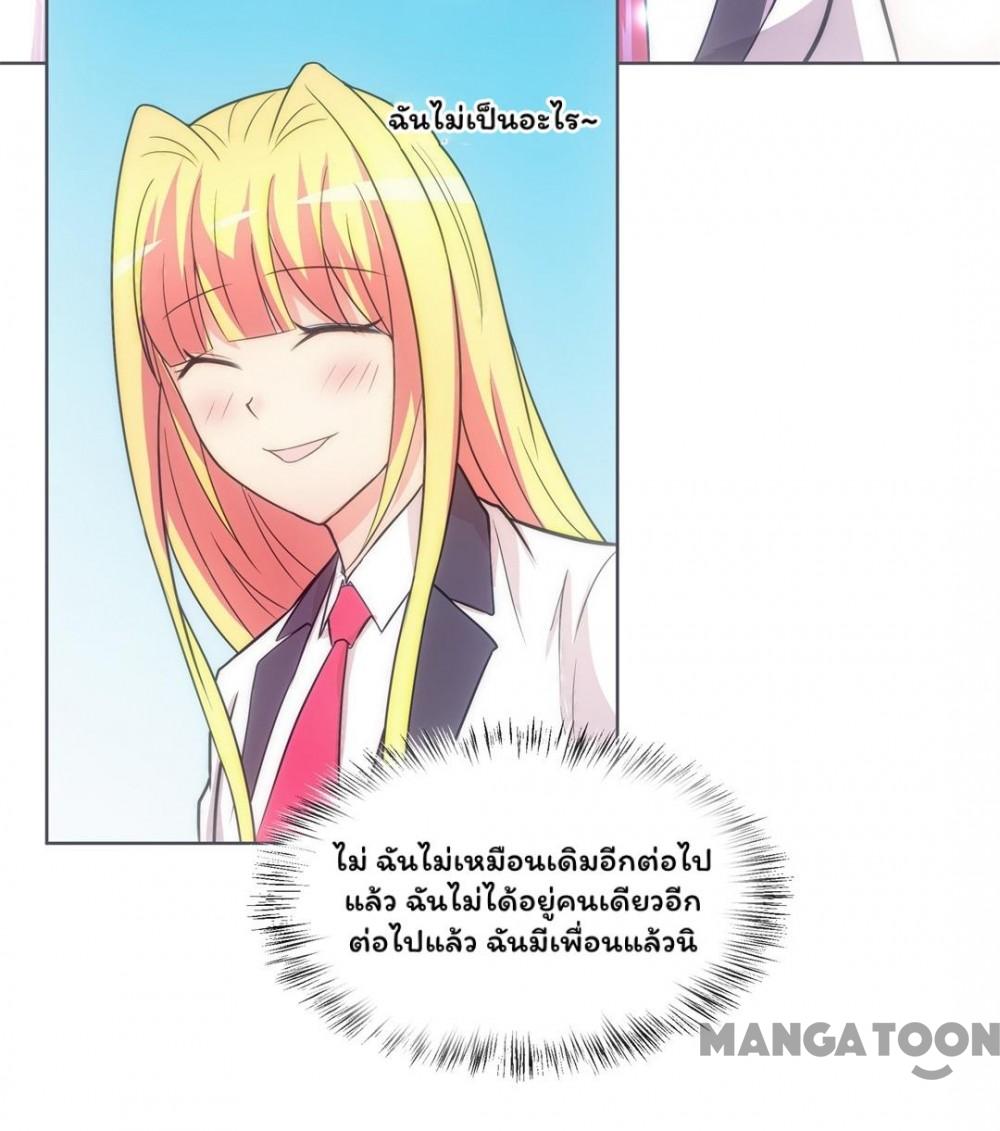 ฉันไม่เป็นอะไร~
ไม่ ฉันไม่เหมือนเดิมอีกต่อไป
แล้ว ฉันไม่ได้อยู่คนเดียวอีก
ต่อไปแล้ว ฉันมีเพื่อนแล้วนิ
MANGATOON